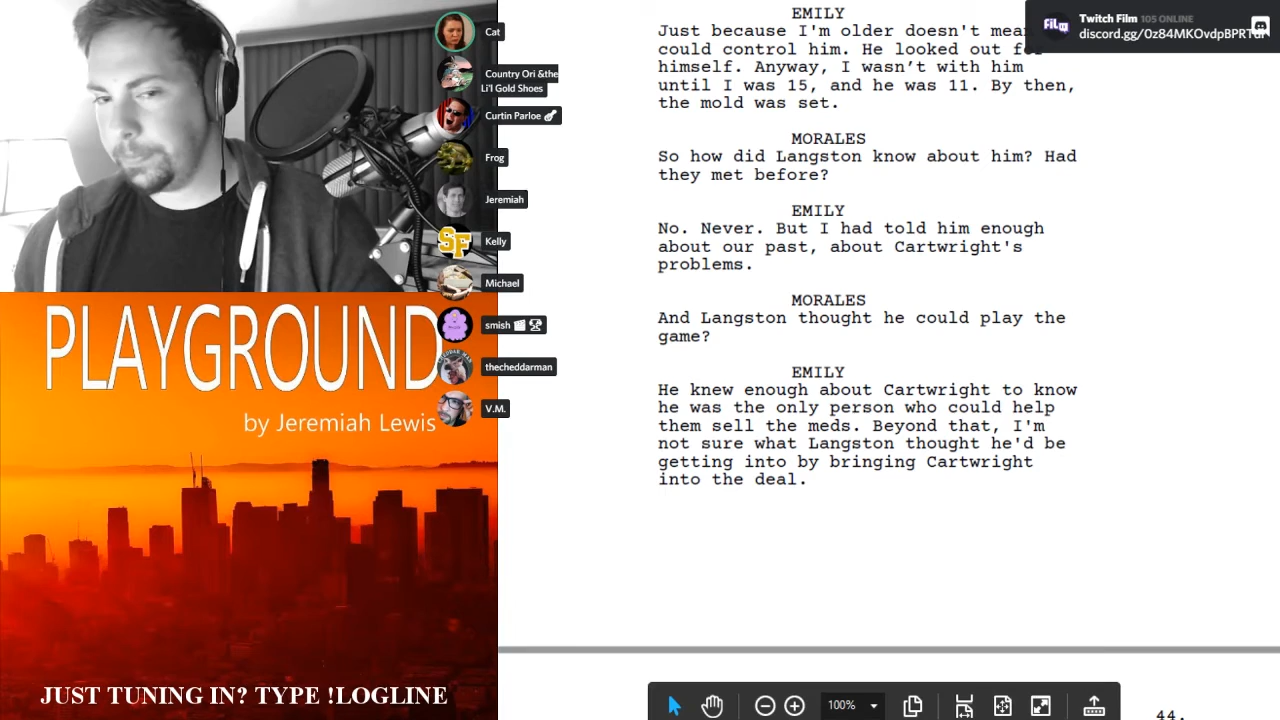 EMILY
Just because I'm older doesn't mean
could control him. He looked out for
himself. Anyway, I wasn’t with him
until I was 15, and he was 11. By then,
the mold was set.
MORALES
So how did Langston know about him? Had
they met before?
EMILY
No. Never. But I had told him enough
about our past, about Cartwright's
problems.
MORALES
And Langston thought he could play the
game?
EMILY
He knew enough about Cartwright to know
he was the only person who could help
them sell the meds. Beyond that, I'm
not sure what Langston thought he'd be
getting into by bringing Cartwright
into the deal.
44.
100%
Twitch Film 105 ONLINE
discord.gg/0z84MKOvdpBPRTdF
FiLm
Cat
Country Ori &the
Li'l Gold Shoes
Curtin Parloe
Frog
Jeremiah
Kelly
SF
Michael
smish
thecheddarman
V.M.
PLAYGROUND
by Jeremiah Lewis
JUST TUNING IN? TYPE !LOGLINE